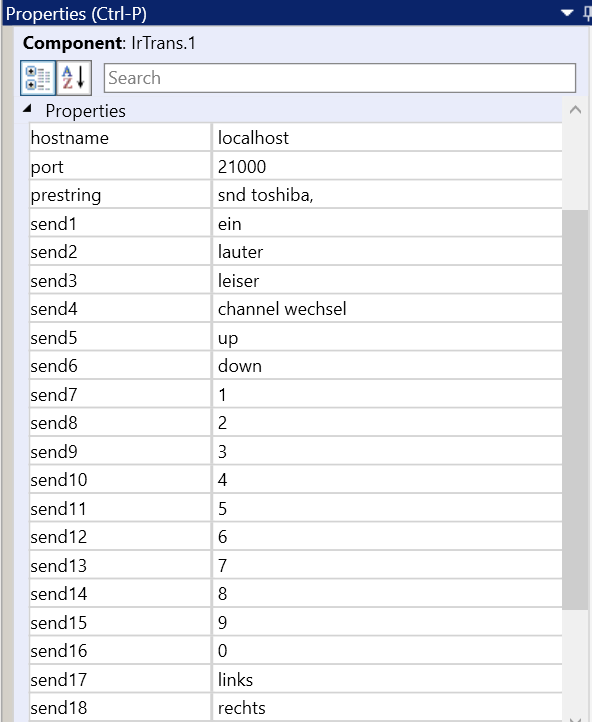 Properties (Ctrl-P)
Component: IrTrans.1
A Z Search
Properties
hostname localhost
port 21000
prestring snd toshiba,
send1 ein
send2 lauter
send3 leiser
send4 channel wechsel
send5 up
send6 down
send7 1
send8 2
send9 3
send10 4
send11 5
send12 6
send13 7
send14 8
send15 9
send16 0
send17 links
send18 rechts